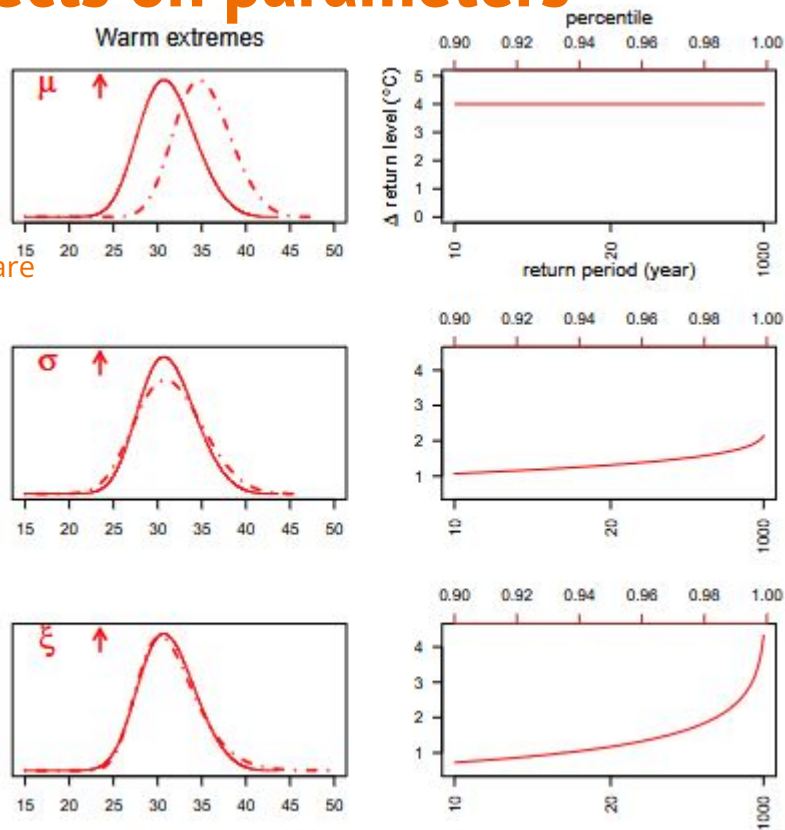 ects on parameters
Warm extremes
percentile
0.90 0.92 0.94 0.96 0.98 1.00
μ ↑
Δ return level (°C)
5
4
3
2
1
0
15 20 25 30 35 40 45 50
10 20 1000
are
return period (year)
0.90 0.92 0.94 0.96 0.98 1.00
σ ↑
4
3
2
1
15 20 25 30 35 40 45 50
10 20 1000
0.90 0.92 0.94 0.96 0.98 1.00
ξ ↑
4
3
2
1
15 20 25 30 35 40 45 50
10 20 1000